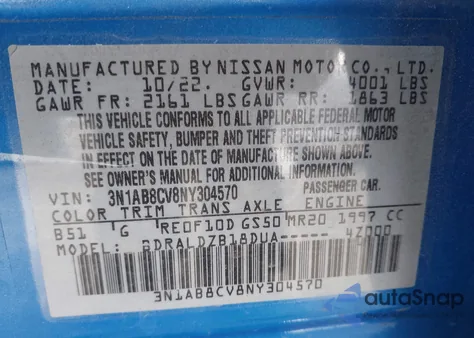 MANUFACTURED BY NISSAN MOTOR CO., LTD.
DATE: 10/22. GVWR: 4001 LBS
GAWR FR: 2161 LBS GAWR RR: 1863 LBS
THIS VEHICLE CONFORMS TO ALL APPLICABLE FEDERAL MOTOR
VEHICLE SAFETY, BUMPER AND THEFT PREVENTION STANDARDS
IN EFFECT ON THE DATE OF MANUFACTURE SHOWN ABOVE.
SEE OWNER'S MANUAL FOR ADDITIONAL INFORMATION.
VIN: 3N1AB8CV8NY304570 PASSENGER CAR.
COLOR TRIM TRANS AXLE ENGINE
B51 G RE0F10D GS50 MR20 1997 CC
MODEL: BDRALDZB18DUA------ 4Z000
3N1AB8CV8NY304570
autoSnap